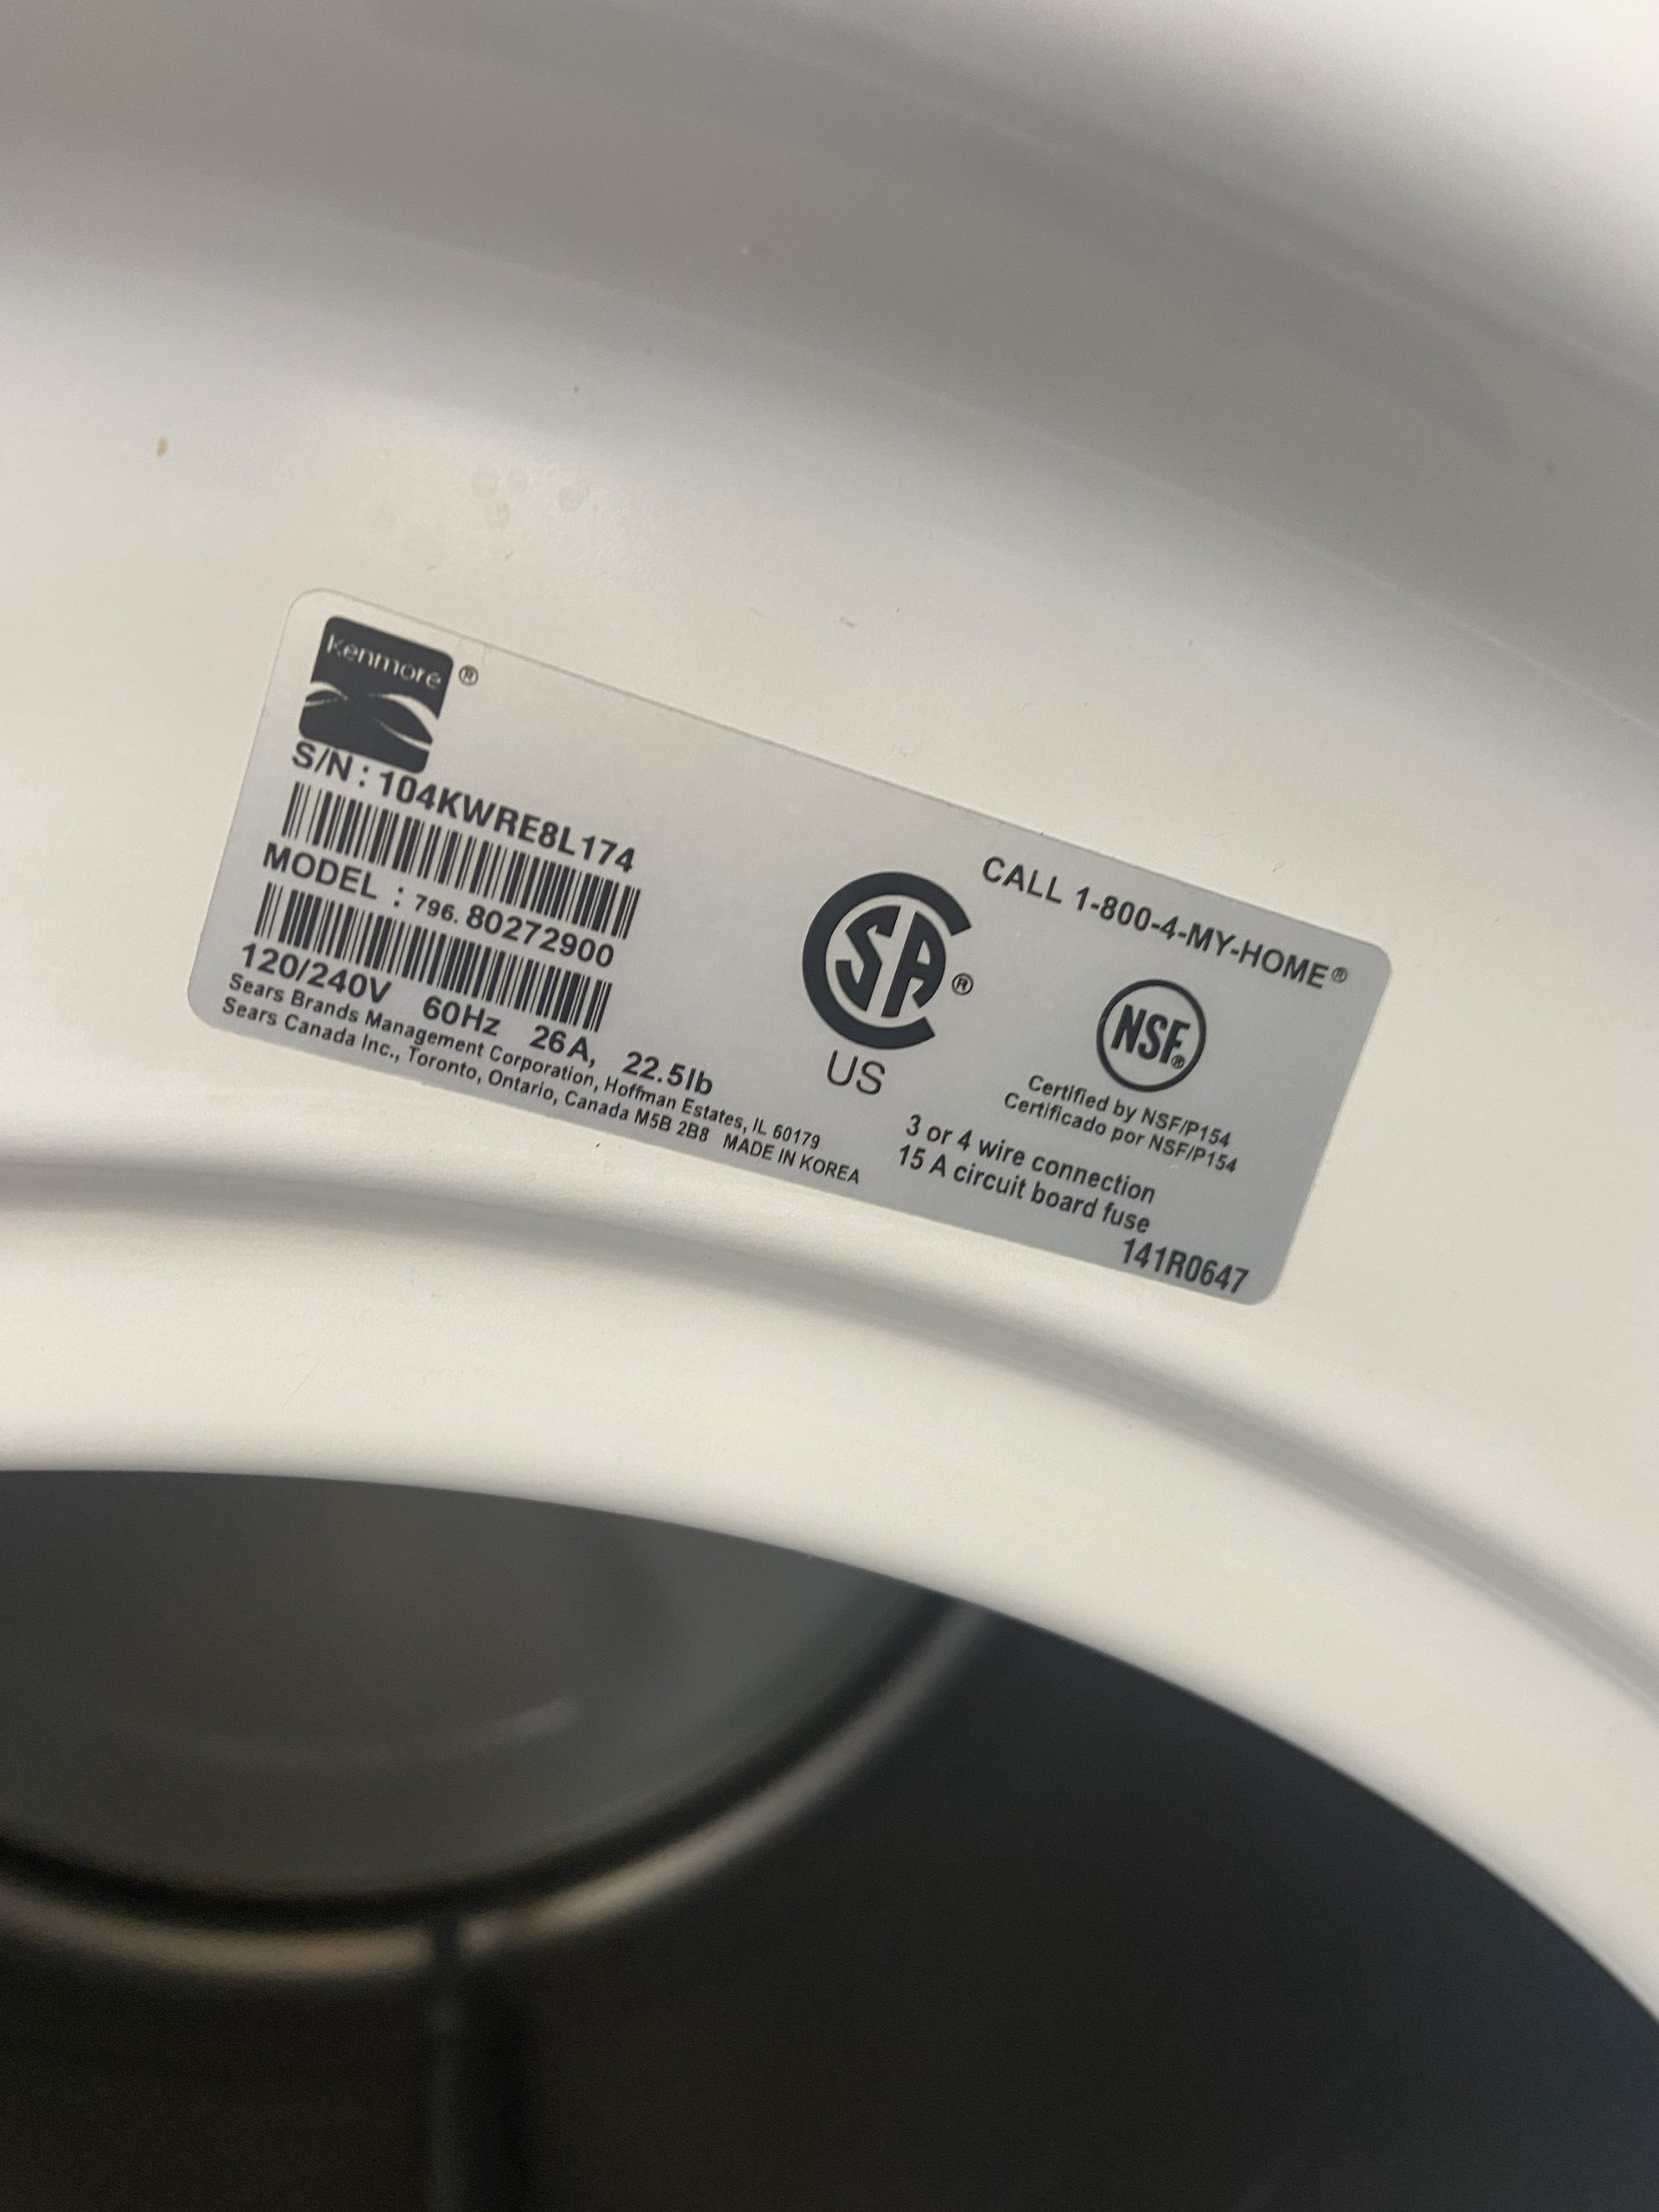 Kenmore ®
S/N : 104KWRE8L174
MODEL : 796. 80272900
120/240V 60Hz 26A, 22.5lb
Sears Brands Management Corporation, Hoffman Estates, IL 60179
Sears Canada Inc., Toronto, Ontario, Canada M5B 2B8 MADE IN KOREA
SA ®
US
CALL 1-800-4-MY-HOME®
NSF®
Certified by NSF/P154
Certificado por NSF/P154
3 or 4 wire connection
15 A circuit board fuse
141R0647